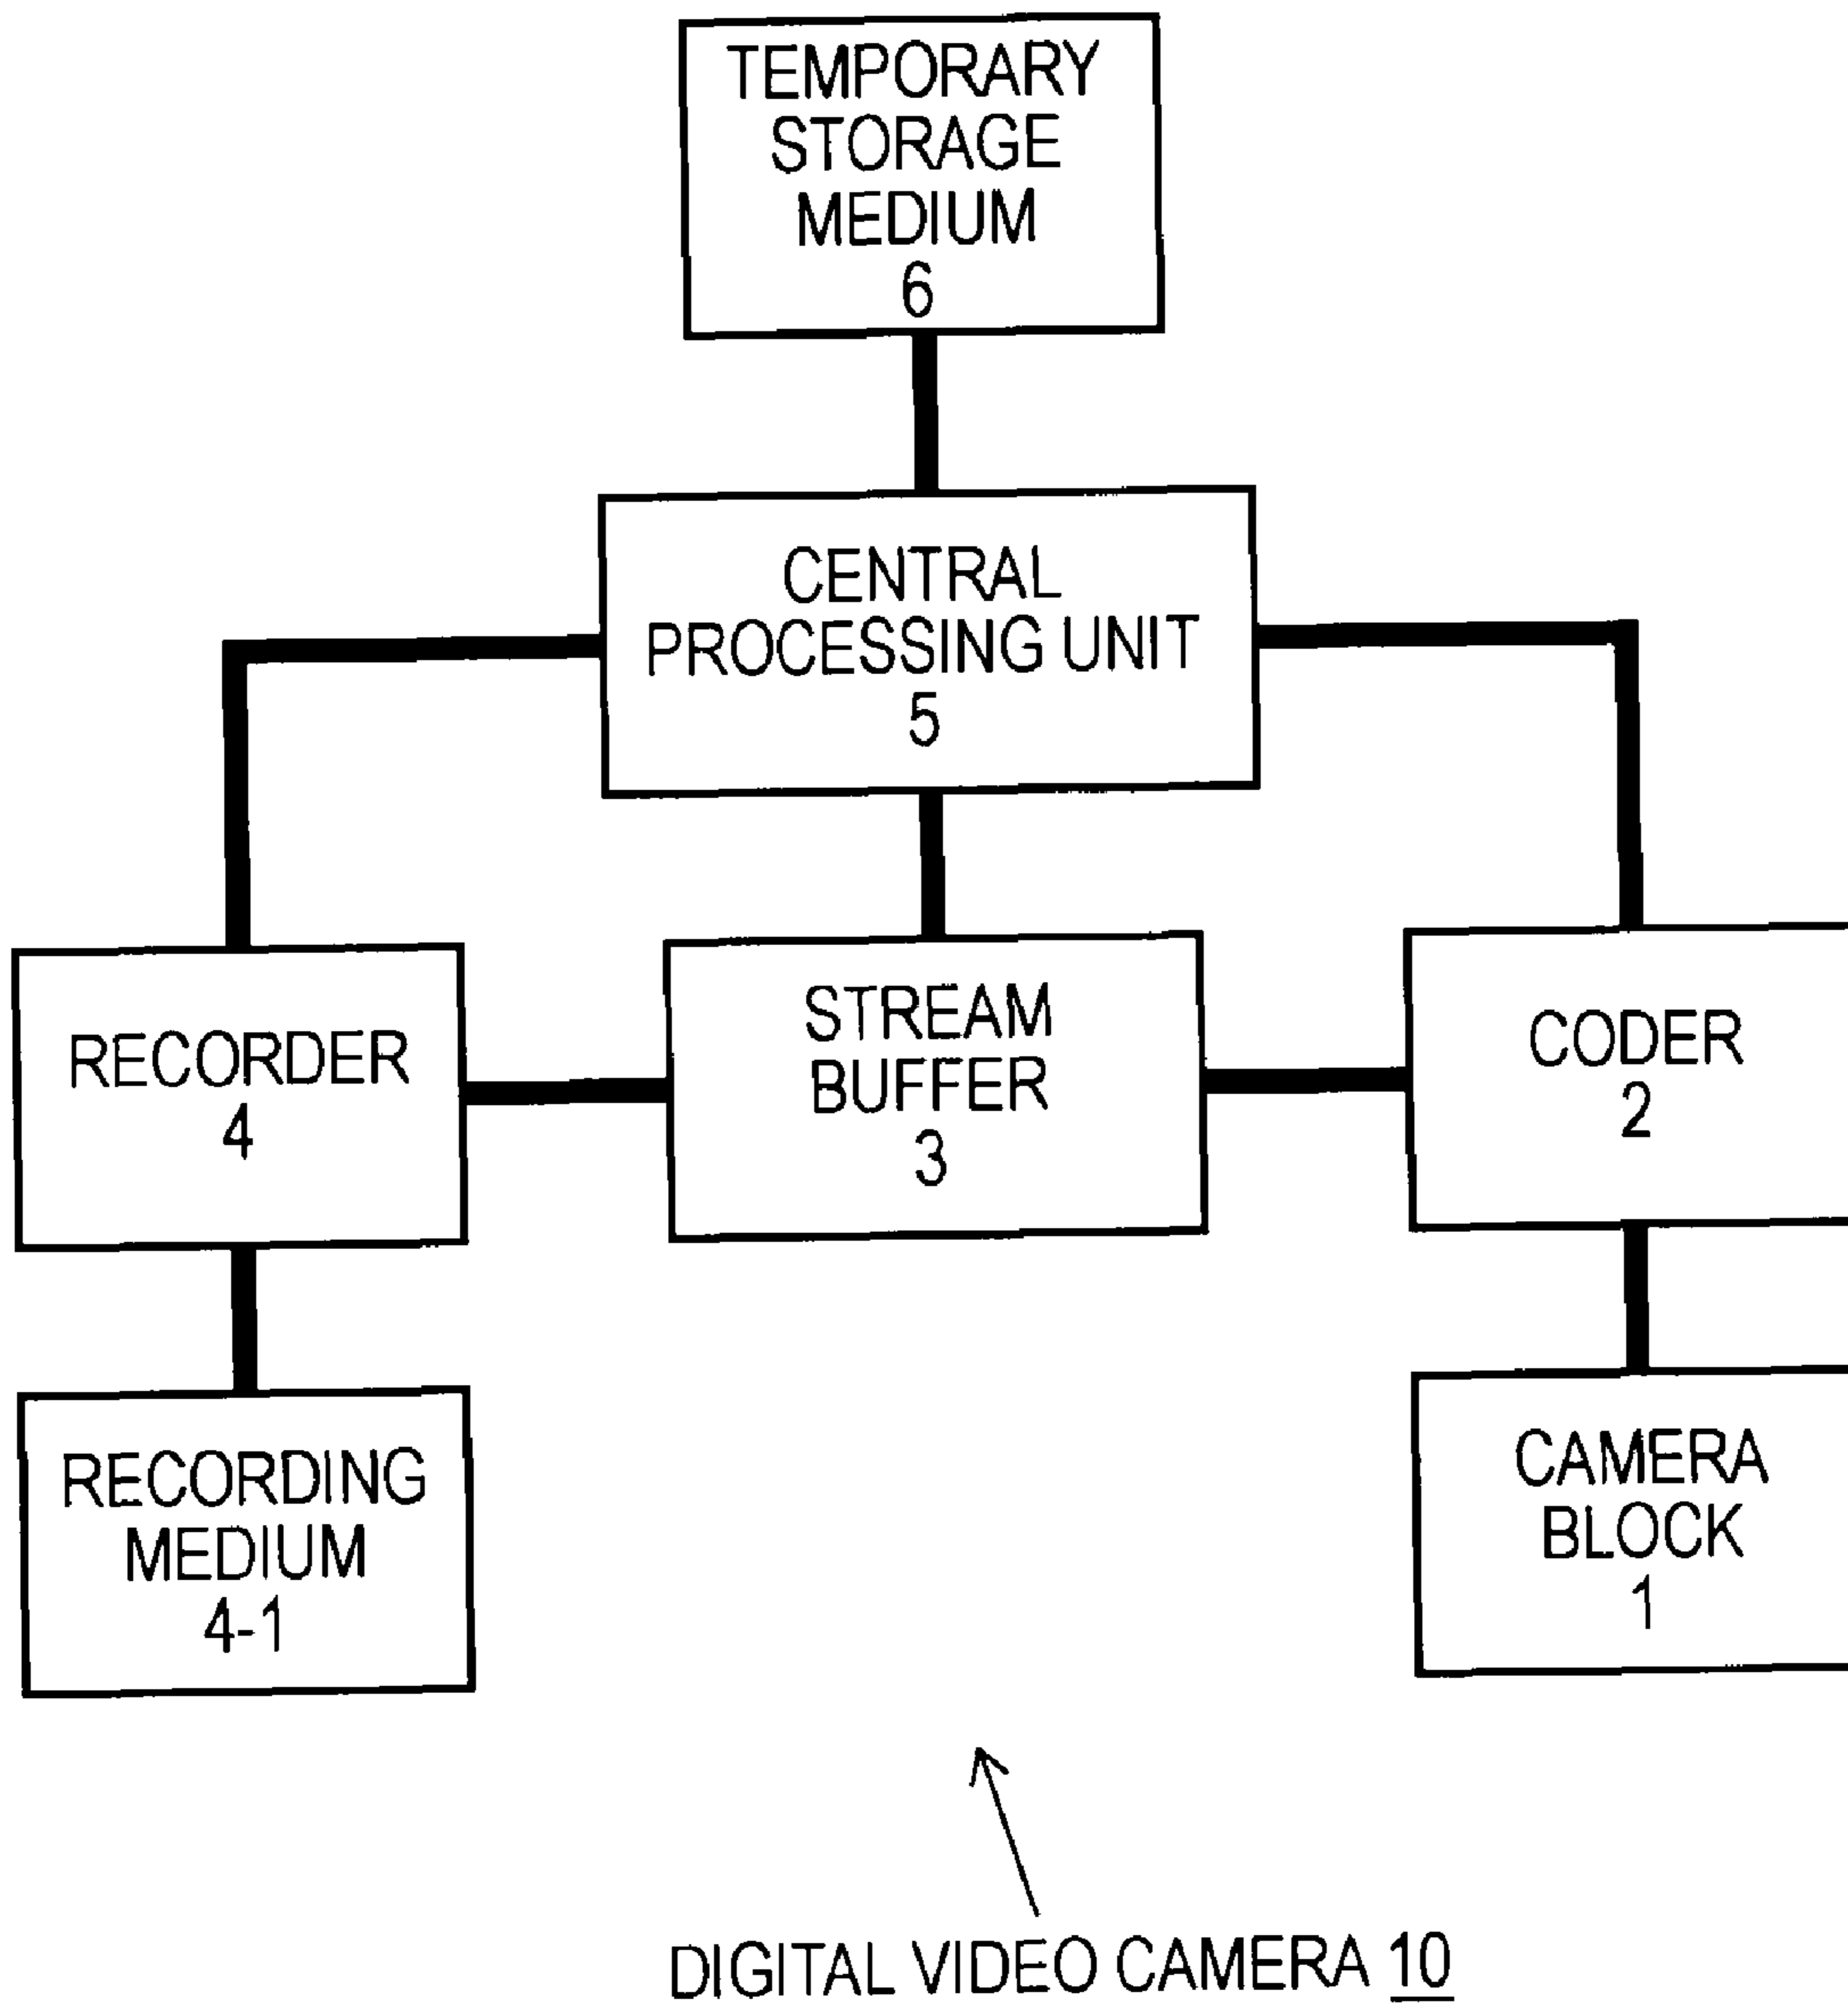 TEMPORARY
STORAGE
MEDIUM
6
CENTRAL
PROCESSING UNIT
5
RECORDER
4
STREAM
BUFFER
3
CODER
2
RECORDING
MEDIUM
4-1
CAMERA
BLOCK
1
DIGITAL VIDEO CAMERA 10